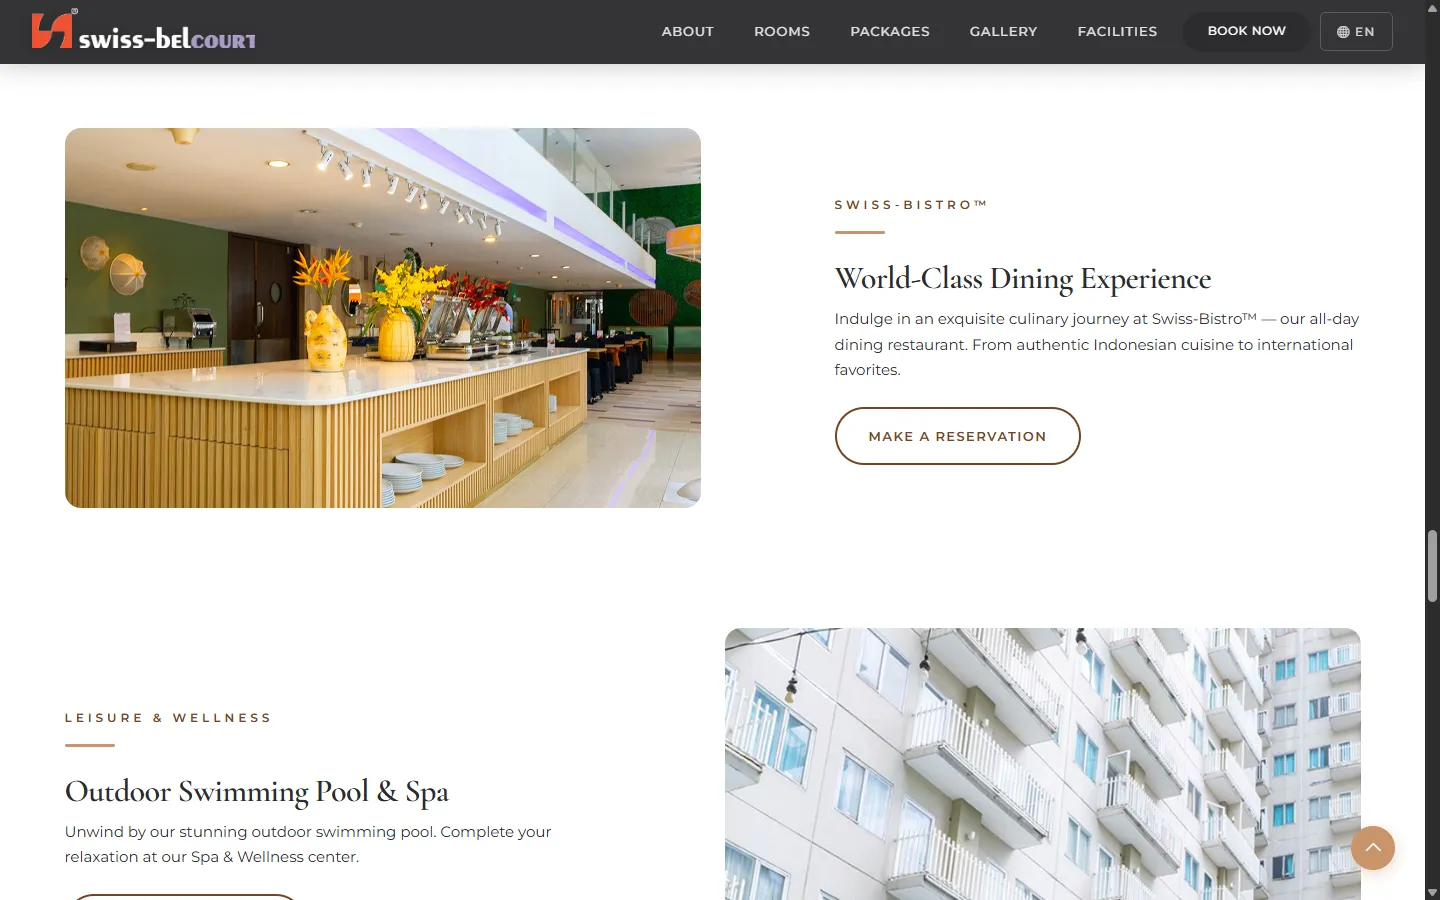 swiss-belcourt
ABOUT
ROOMS
PACKAGES
GALLERY
FACILITIES
BOOK NOW
EN
SWISS-BISTRO™
World-Class Dining Experience
Indulge in an exquisite culinary journey at Swiss-Bistro™ — our all-day
dining restaurant. From authentic Indonesian cuisine to international
favorites.
MAKE A RESERVATION
LEISURE & WELLNESS
Outdoor Swimming Pool & Spa
Unwind by our stunning outdoor swimming pool. Complete your
relaxation at our Spa & Wellness center.